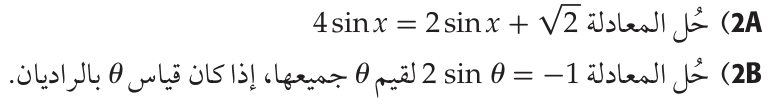 2A) حُل المعادلة 4 sin x = 2 sin x + √2
2B) حُل المعادلة 2 sin θ = −1 لقيم θ جميعها، إذا كان قياس θ بالراديان.